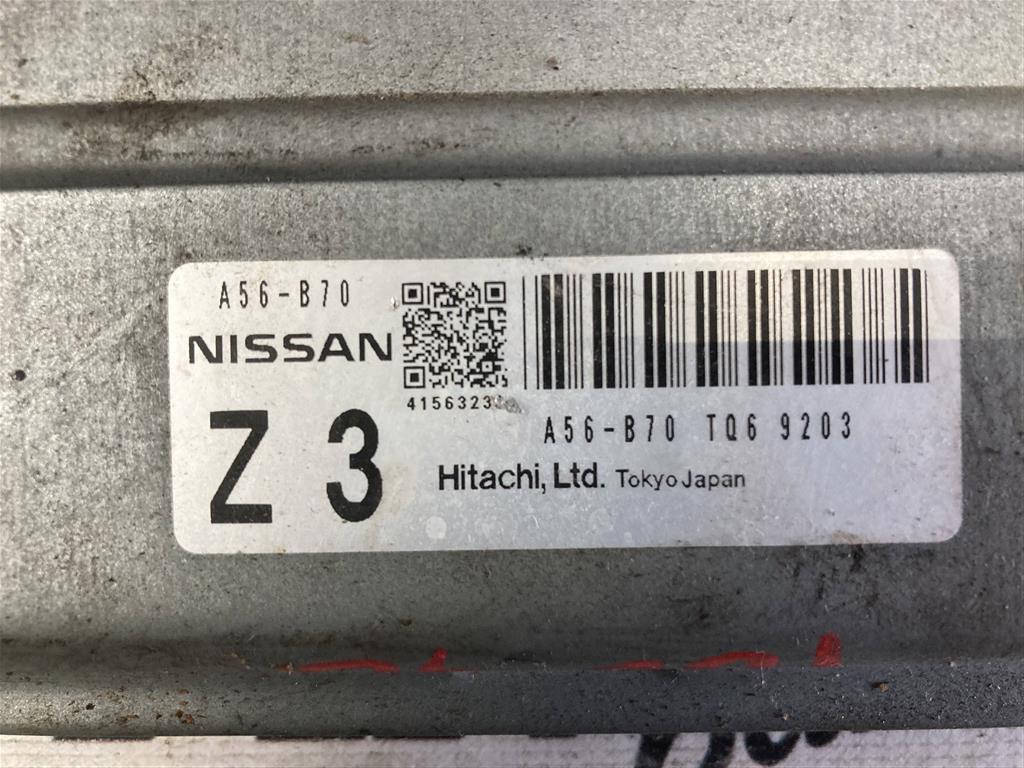 A56-B70
NISSAN
Z 3
A56-B70 TQ6 9203
Hitachi, Ltd. Tokyo Japan